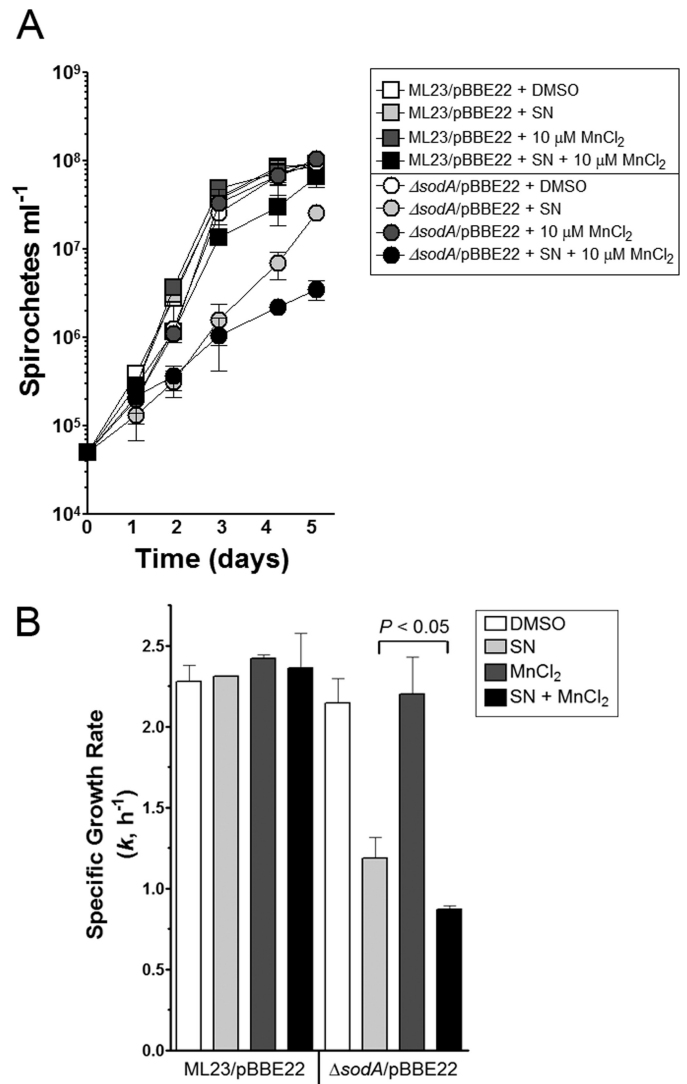 A
10⁹
10⁸
10⁷
10⁶
10⁵
10⁴
Spirochetes ml⁻¹
0 1 2 3 4 5
Time (days)
ML23/pBBE22 + DMSO
ML23/pBBE22 + SN
ML23/pBBE22 + 10 µM MnCl₂
ML23/pBBE22 + SN + 10 µM MnCl₂
ΔsodA/pBBE22 + DMSO
ΔsodA/pBBE22 + SN
ΔsodA/pBBE22 + 10 µM MnCl₂
ΔsodA/pBBE22 + SN + 10 µM MnCl₂
B
P < 0.05
DMSO
SN
MnCl₂
SN + MnCl₂
2.5
2.0
1.5
1.0
0.5
0.0
Specific Growth Rate
(k, h⁻¹)
ML23/pBBE22 ΔsodA/pBBE22